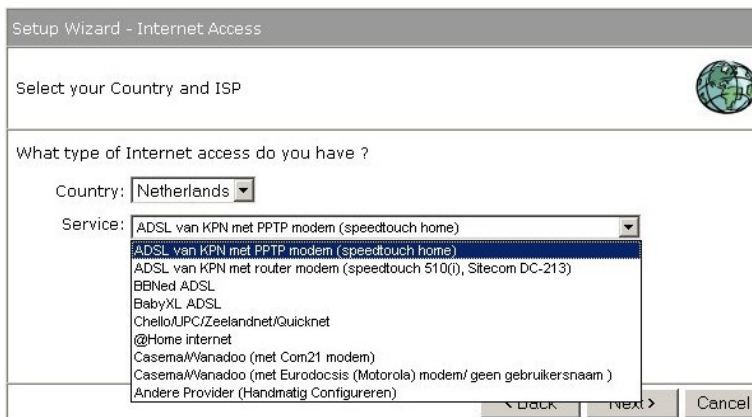 Setup Wizard - Internet Access
Select your Country and ISP
What type of Internet access do you have ?
Country: Netherlands
Service: ADSL van KPN met PPTP modem (speedtouch home)
ADSL van KPN met PPTP modem (speedtouch home)
ADSL van KPN met router modem (speedtouch 510(i), Sitecom DC-213)
BBNed ADSL
BabyXL ADSL
Chello/UPC/Zeelandnet/Quicknet
@Home internet
Casema/Wanadoo (met Com21 modem)
Casema/Wanadoo (met Eurodocsis (Motorola) modem/ geen gebruikersnaam )
Andere Provider (Handmatig Configureren)
< Back Next > Cancel